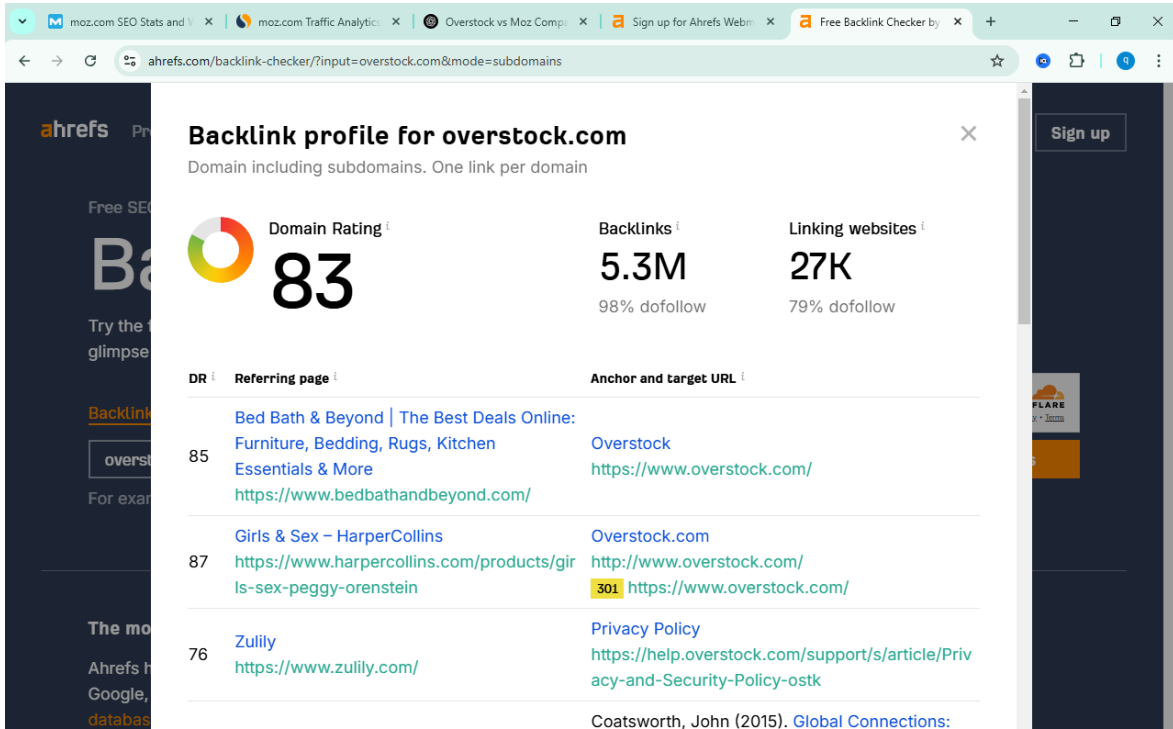 moz.com SEO Stats and
moz.com Traffic Analytics
Overstock vs Moz Comp
Sign up for Ahrefs Webm
Free Backlink Checker by
ahrefs.com/backlink-checker/?input=overstock.com&mode=subdomains
q
ahrefs
Sign up
Backlink profile for overstock.com
Domain including subdomains. One link per domain
Free SEO
Domain Rating i
Backlinks i
Linking websites i
83
5.3M
27K
98% dofollow
79% dofollow
Ba
Try the f
glimpse
DR i Referring page i Anchor and target URL i
Backlink
overst
For exar
85
Bed Bath & Beyond | The Best Deals Online:
Furniture, Bedding, Rugs, Kitchen
Essentials & More
https://www.bedbathandbeyond.com/
Overstock
https://www.overstock.com/
87
Girls & Sex – HarperCollins
https://www.harpercollins.com/products/gir
ls-sex-peggy-orenstein
Overstock.com
http://www.overstock.com/
301 https://www.overstock.com/
76
Zulily
https://www.zulily.com/
Privacy Policy
https://help.overstock.com/support/s/article/Priv
acy-and-Security-Policy-ostk
Coatsworth, John (2015). Global Connections:
FLARE
Terms
s
The mo
Ahrefs h
Google,
databas